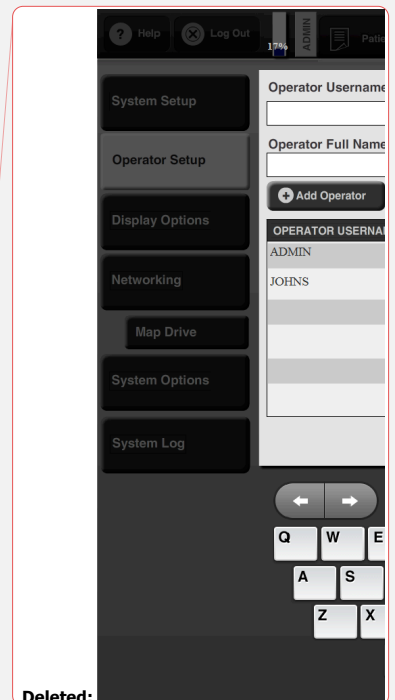 Help
Log Out
17%
ADMIN
Patie
System Setup
Operator Setup
Display Options
Networking
Map Drive
System Options
System Log
Operator Username
Operator Full Name
Add Operator
OPERATOR USERNA
ADMIN
JOHNS
Q W E
A S
Z X
Deleted: